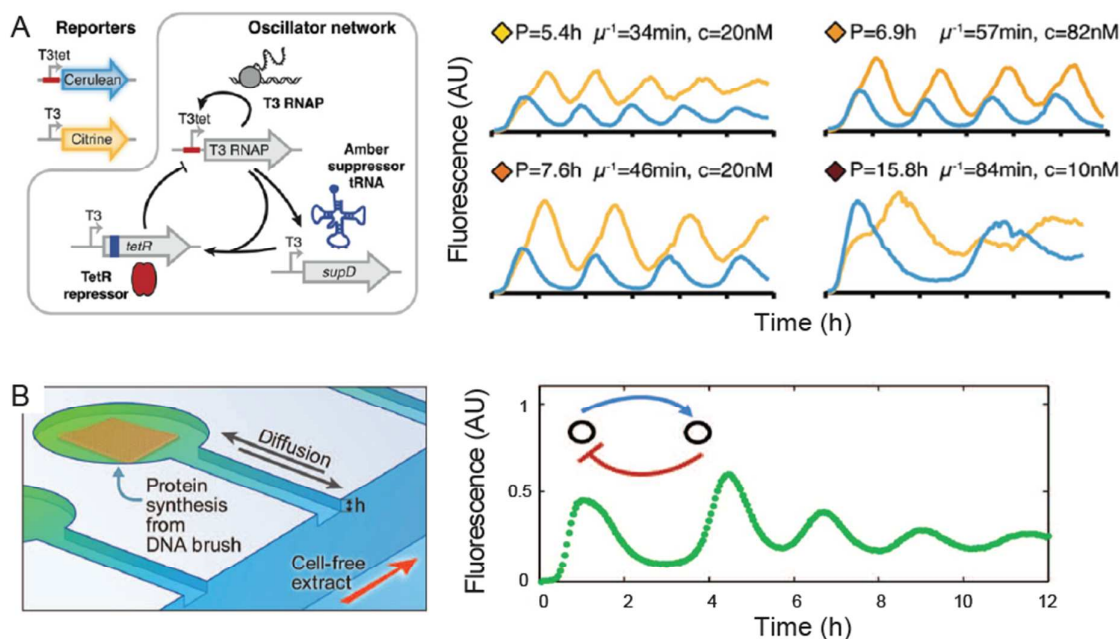 A
Reporters
T3tet
Cerulean
T3
Citrine
Oscillator network
T3 RNAP
T3tet
T3 RNAP
Amber
suppressor
tRNA
T3
tetR
TetR
repressor
T3
supD
Fluorescence (AU)
P=5.4h μ⁻¹=34min, c=20nM
P=6.9h μ⁻¹=57min, c=82nM
P=7.6h μ⁻¹=46min, c=20nM
P=15.8h μ⁻¹=84min, c=10nM
Time (h)
B
Diffusion
h
Protein
synthesis
from
DNA brush
Cell-free
extract
Fluorescence (AU)
1
0.5
0
0 2 4 6 8 10 12
Time (h)